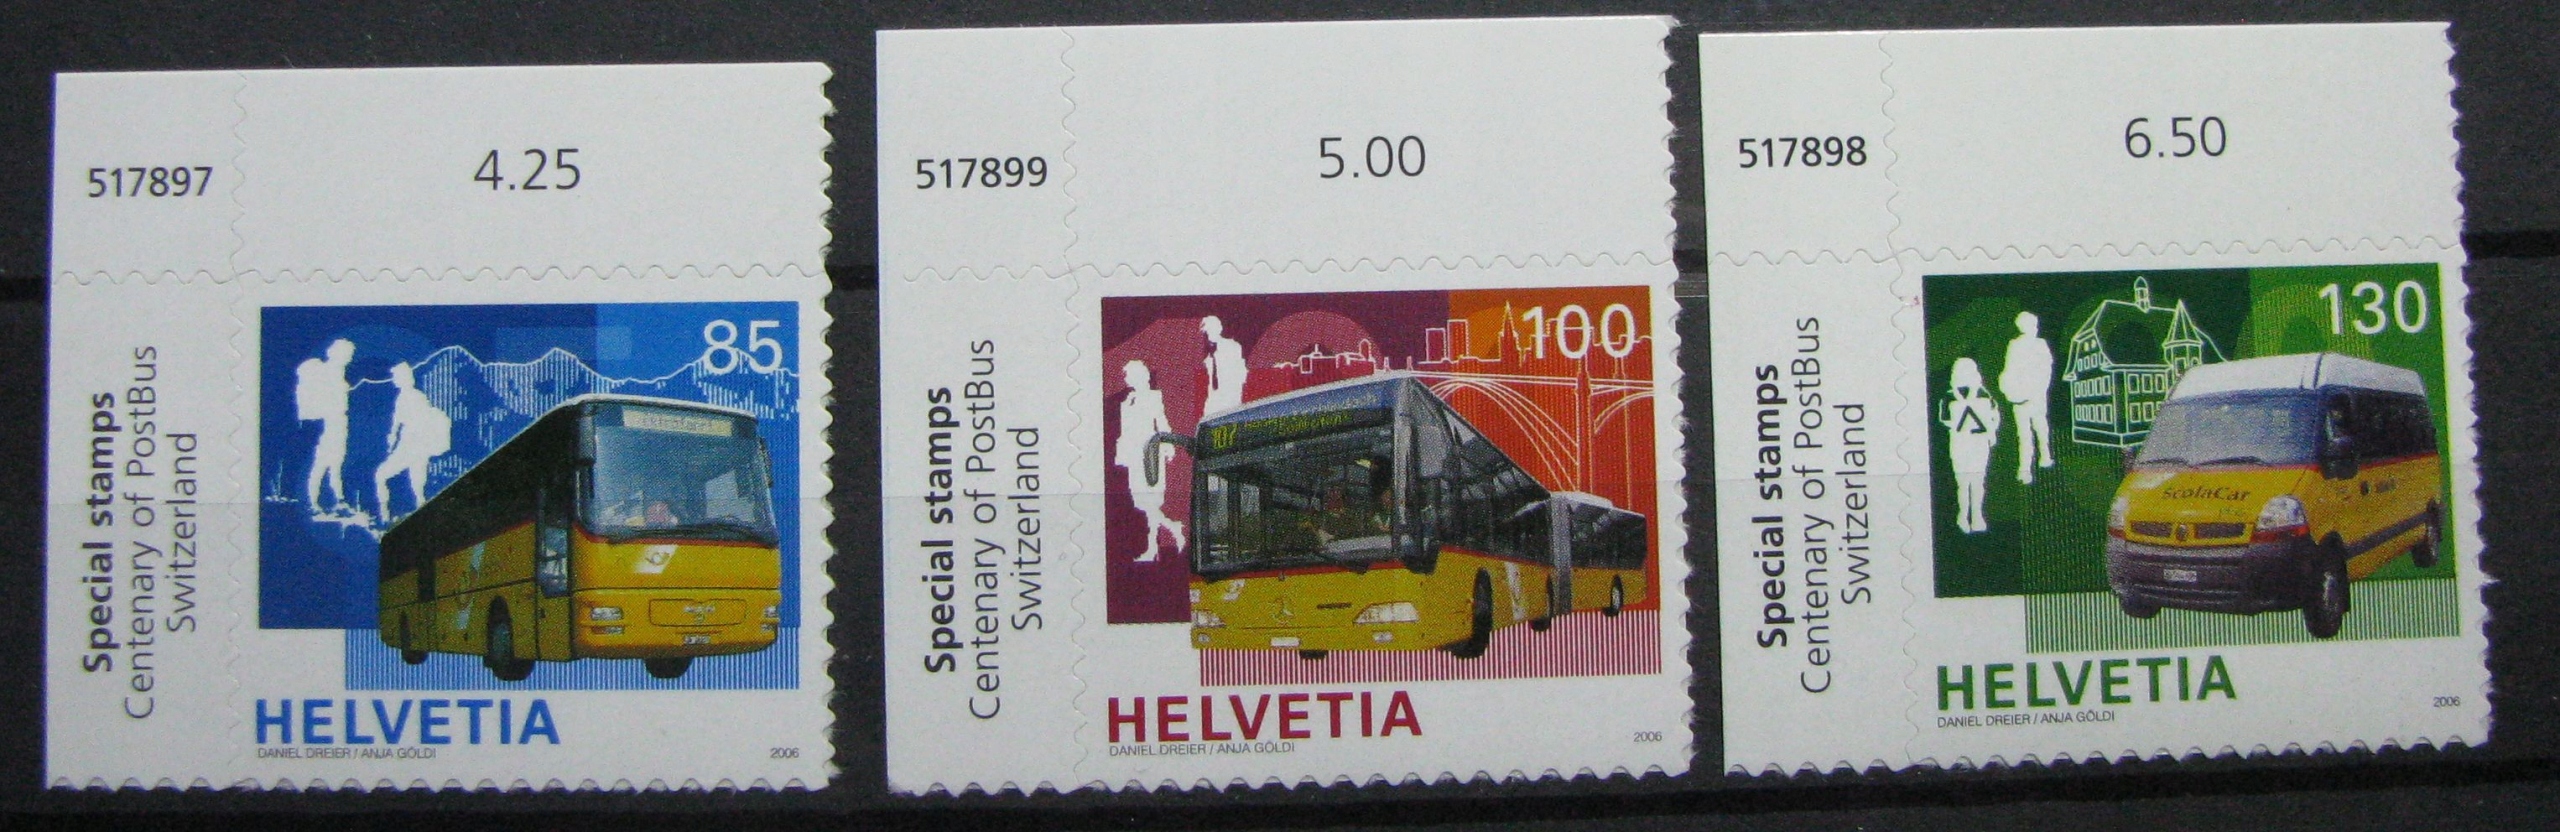 517897
4.25
Special stamps
Centenary of PostBus
Switzerland
85
HELVETIA
DANIEL DREIER / ANJA GÖLDI
2006
517899
5.00
Special stamps
Centenary of PostBus
Switzerland
100
107
HELVETIA
DANIEL DREIER / ANJA GÖLDI
2006
517898
6.50
Special stamps
Centenary of PostBus
Switzerland
130
ScolaCar
HELVETIA
DANIEL DREIER / ANJA GÖLDI
2006